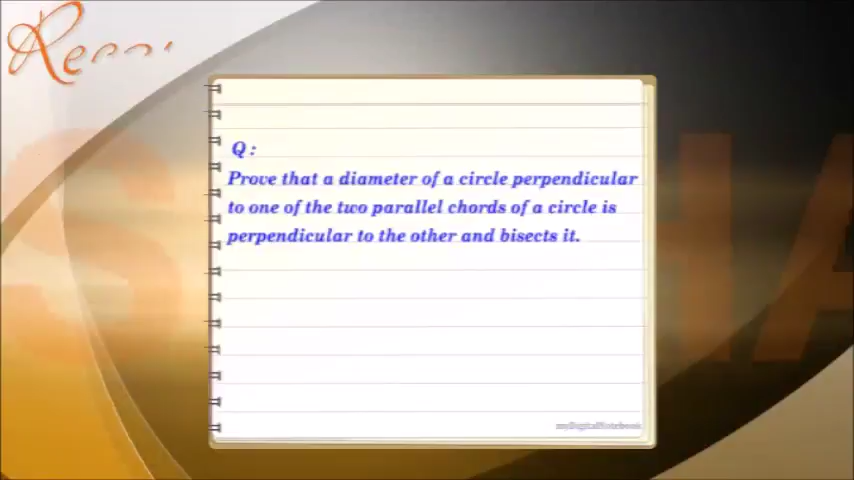 Q :
Prove that a diameter of a circle perpendicular
to one of the two parallel chords of a circle is
perpendicular to the other and bisects it.
myDigitalNotebook